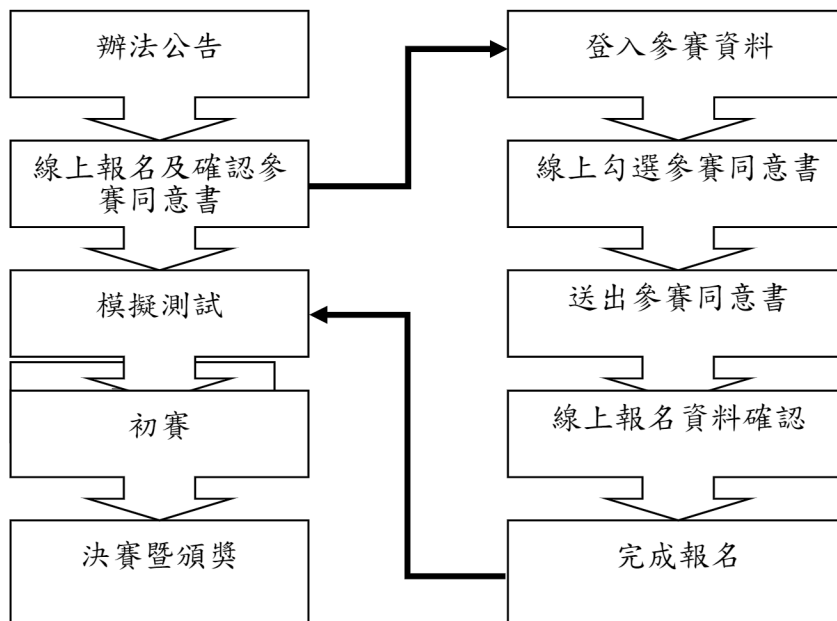 辦法公告
線上報名及確認參
賽同意書
模擬測試
初賽
決賽暨頒獎
登入參賽資料
線上勾選參賽同意書
送出參賽同意書
線上報名資料確認
完成報名